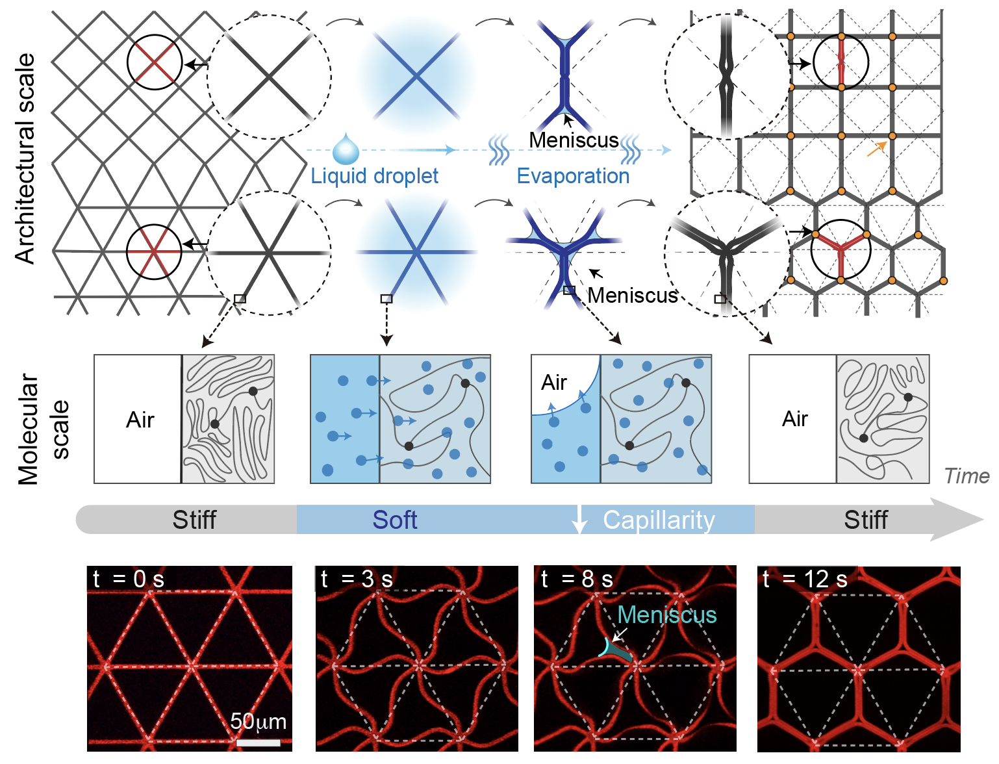 Architectural scale
Meniscus
Liquid droplet
Evaporation
Meniscus
Molecular
scale
Air
Air
Air
Time
Stiff
Soft
Capillarity
Stiff
t = 0 s
t = 3 s
t = 8 s
t = 12 s
Meniscus
50μm